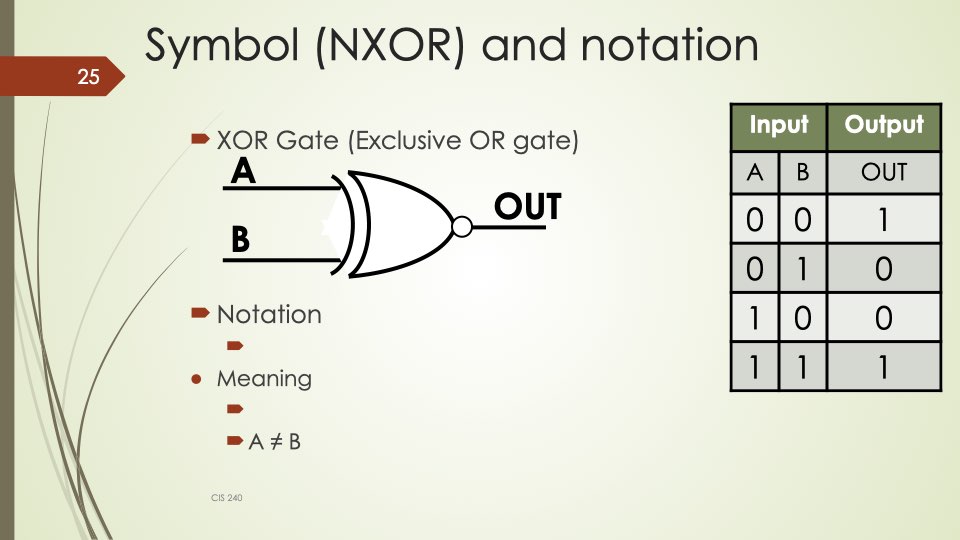 Symbol (NXOR) and notation
25
XOR Gate (Exclusive OR gate)
A
OUT
B
Notation
Meaning
A ≠ B
Input Output
A B OUT
0 0 1
0 1 0
1 0 0
1 1 1
CIS 240